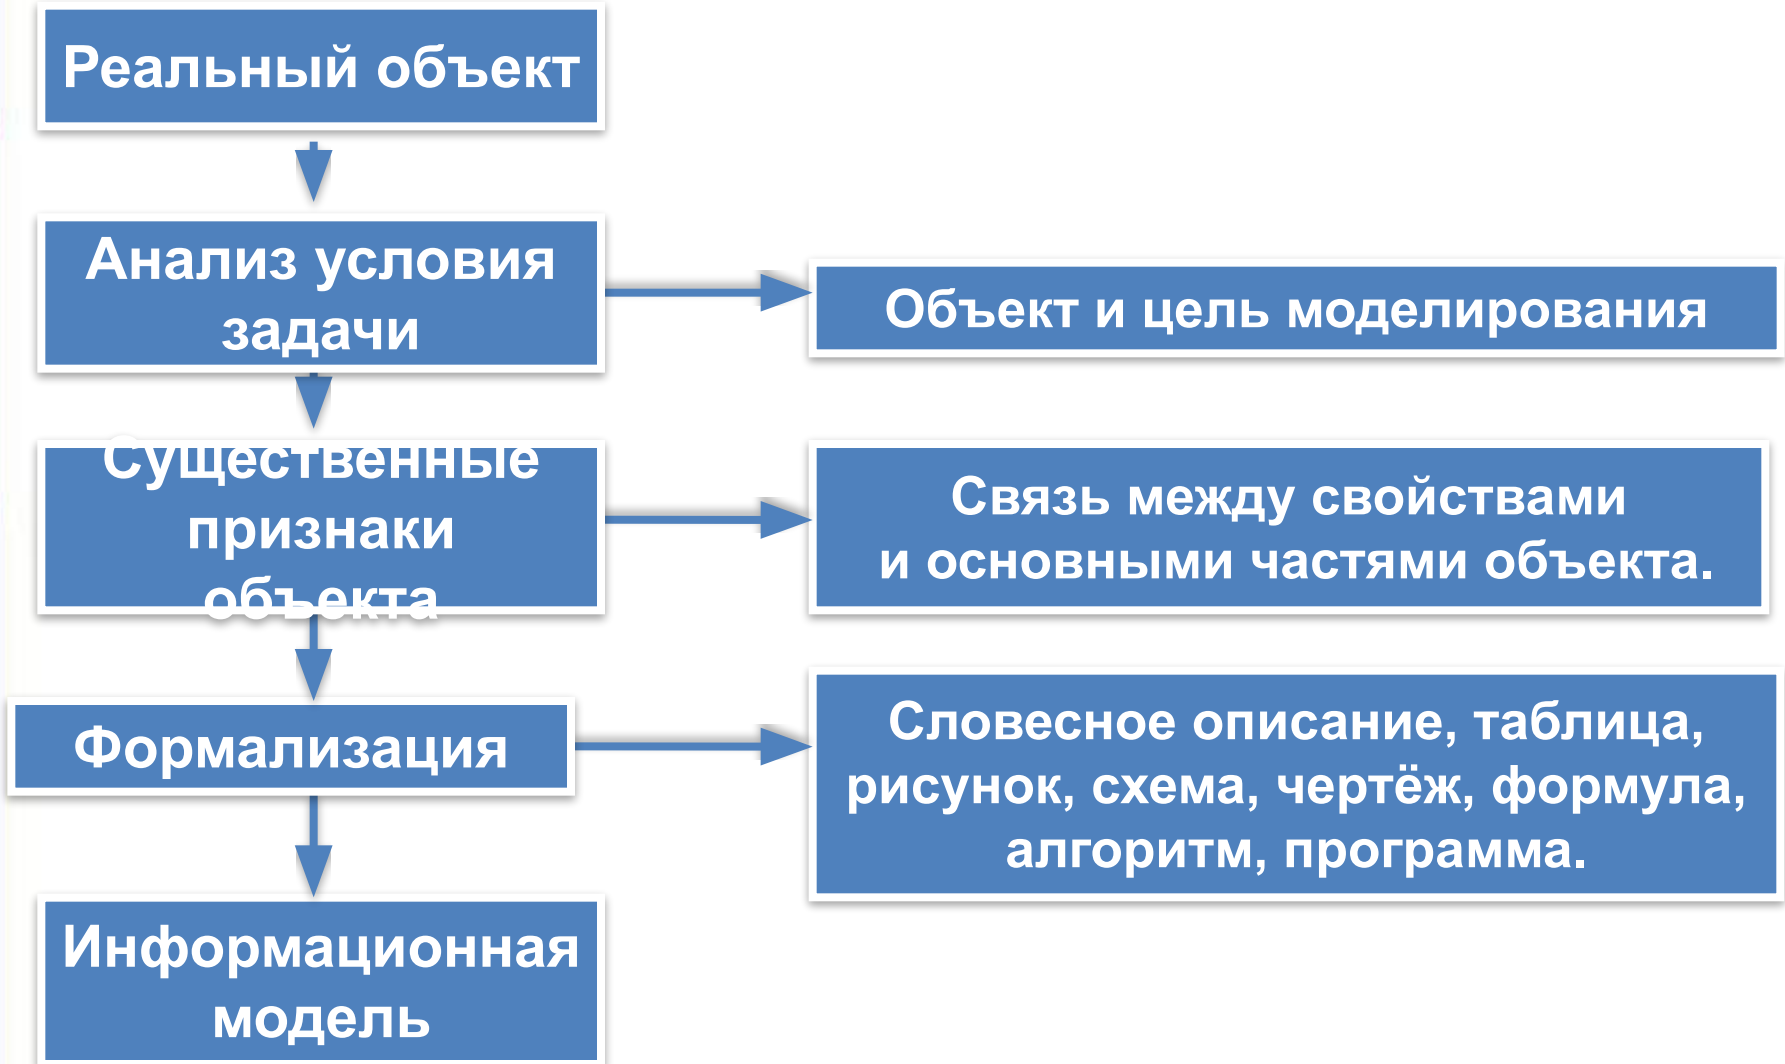 Реальный объект
Анализ условия
задачи
Объект и цель моделирования
Существенные
признаки
объекта
Связь между свойствами
и основными частями объекта.
Формализация
Словесное описание, таблица,
рисунок, схема, чертёж, формула,
алгоритм, программа.
Информационная
модель